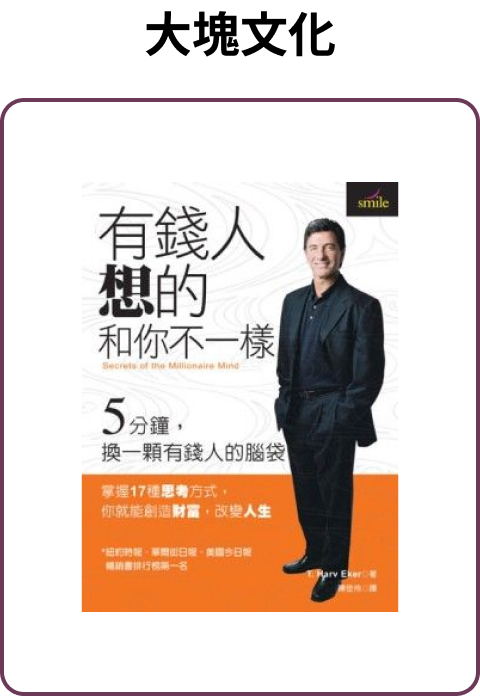 大塊文化
smile
有錢人
想的
和你不一樣
Secrets of the Millionaire Mind
5分鐘，
換一顆有錢人的腦袋
掌握17種思考方式，
你就能創造財富，改變人生
*紐約時報、華爾街日報、美國今日報
暢銷書排行榜第一名
T. Harv Eker◎著
陳佳伶◎譯